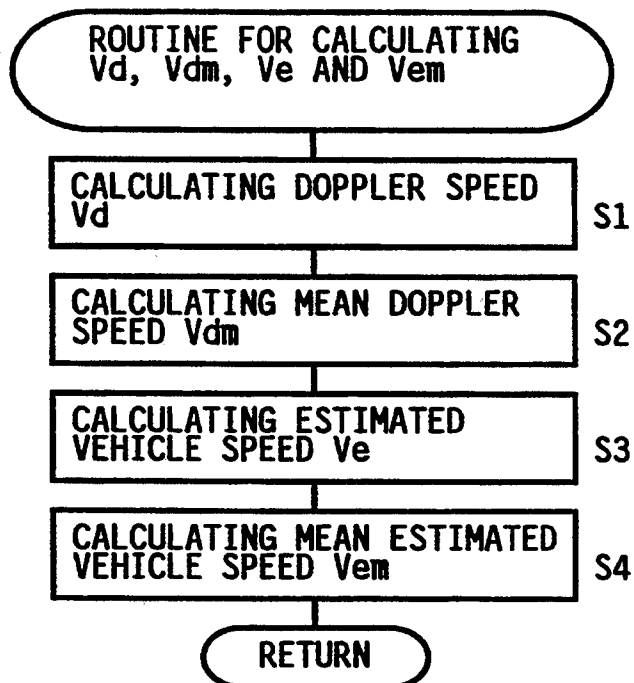 ROUTINE FOR CALCULATING
Vd, Vdm, Ve AND Vem
CALCULATING DOPPLER SPEED
Vd
S1
CALCULATING MEAN DOPPLER
SPEED Vdm
S2
CALCULATING ESTIMATED
VEHICLE SPEED Ve
S3
CALCULATING MEAN ESTIMATED
VEHICLE SPEED Vem
S4
RETURN